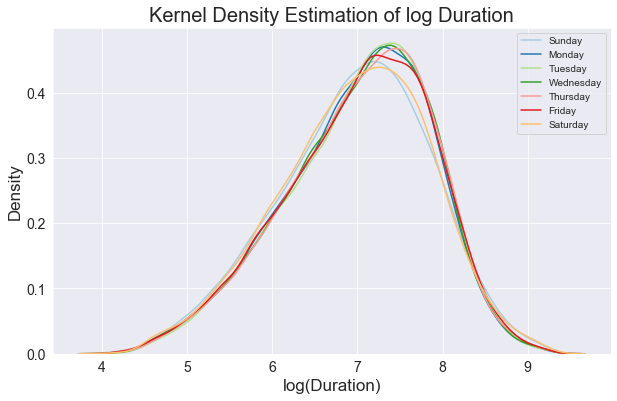 Kernel Density Estimation of log Duration
Sunday
Monday
Tuesday
Wednesday
Thursday
Friday
Saturday
Density
0.4
0.3
0.2
0.1
0.0
4 5 6 7 8 9
log(Duration)